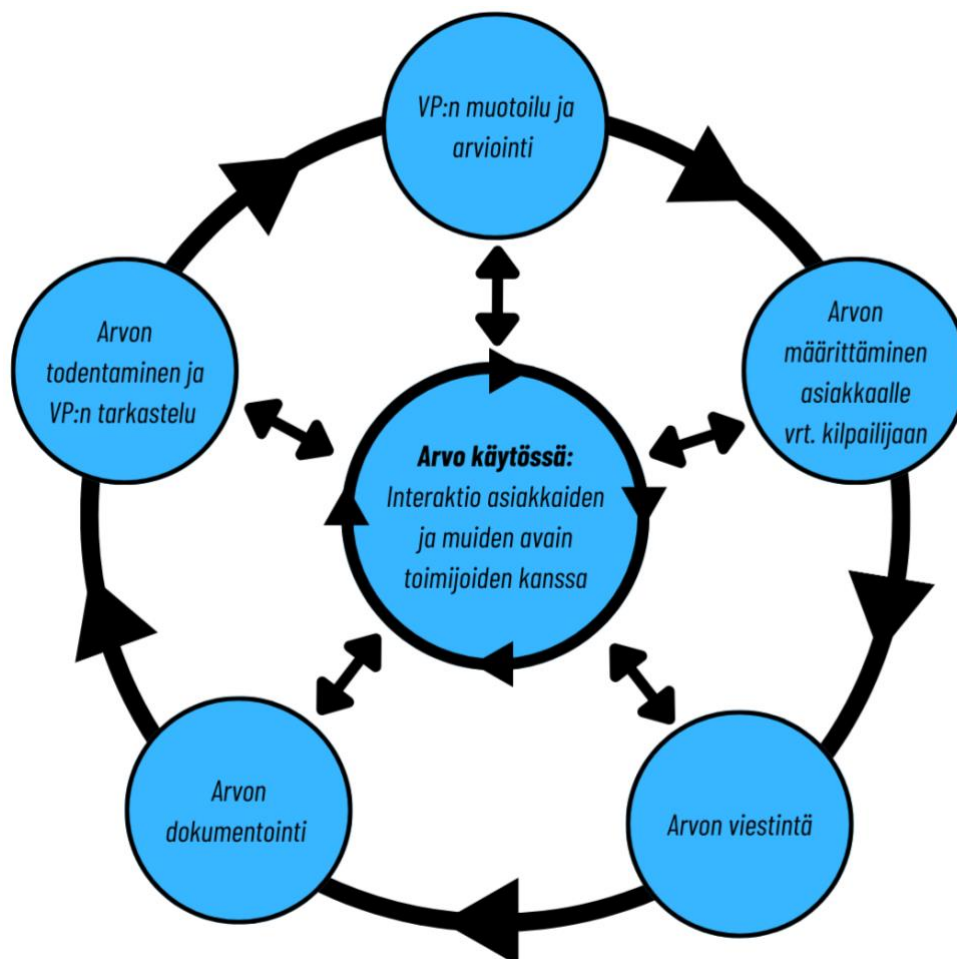 VP:n muotoilu ja
arviointi
Arvon
määrittäminen
asiakkaalle
vrt. kilpailijaan
Arvon viestintä
Arvon
dokumentointi
Arvon
todentaminen ja
VP:n tarkastelu
Arvo käytössä:
Interaktio asiakkaiden
ja muiden avain
toimijoiden kanssa